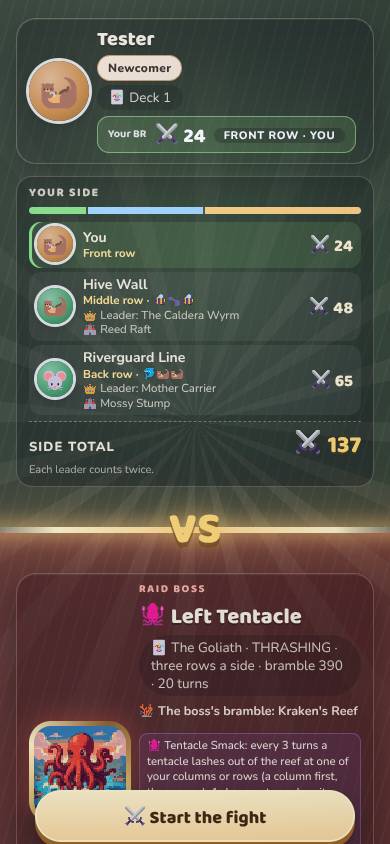 Tester
Newcomer
Deck 1
Your BR 24 FRONT ROW · YOU
YOUR SIDE
You
Front row
24
Hive Wall
Middle row ·
Leader: The Caldera Wyrm
Reed Raft
48
Riverguard Line
Back row ·
Leader: Mother Carrier
Mossy Stump
65
SIDE TOTAL 137
Each leader counts twice.
VS
RAID BOSS
Left Tentacle
The Goliath · THRASHING ·
three rows a side · bramble 390
· 20 turns
The boss's bramble: Kraken's Reef
Tentacle Smack: every 3 turns a
tentacle lashes out of the reef at one of
your columns or rows (a column first,
Start the fight